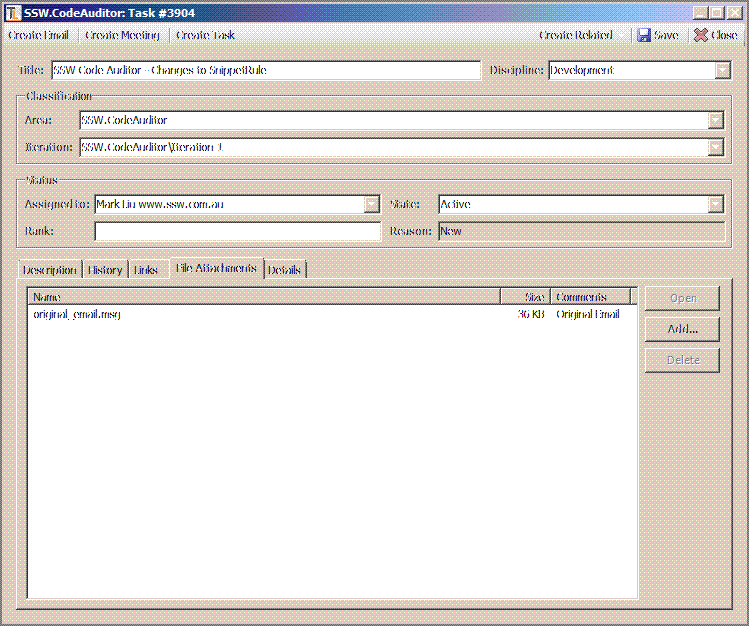 SSW.CodeAuditor: Task #3904
Create Email Create Meeting Create Task Create Related Save Close
Title: SSW Code Auditor - Changes to SnippetRule Discipline: Development
Classification
Area: SSW.CodeAuditor
Iteration: SSW.CodeAuditor\Iteration 1
Status
Assigned to: Mark Liu www.ssw.com.au State: Active
Rank: Reason: New
Description History Links File Attachments Details
Name Size Comments Open
original_email.msg 36 KB Original Email
Add...
Delete